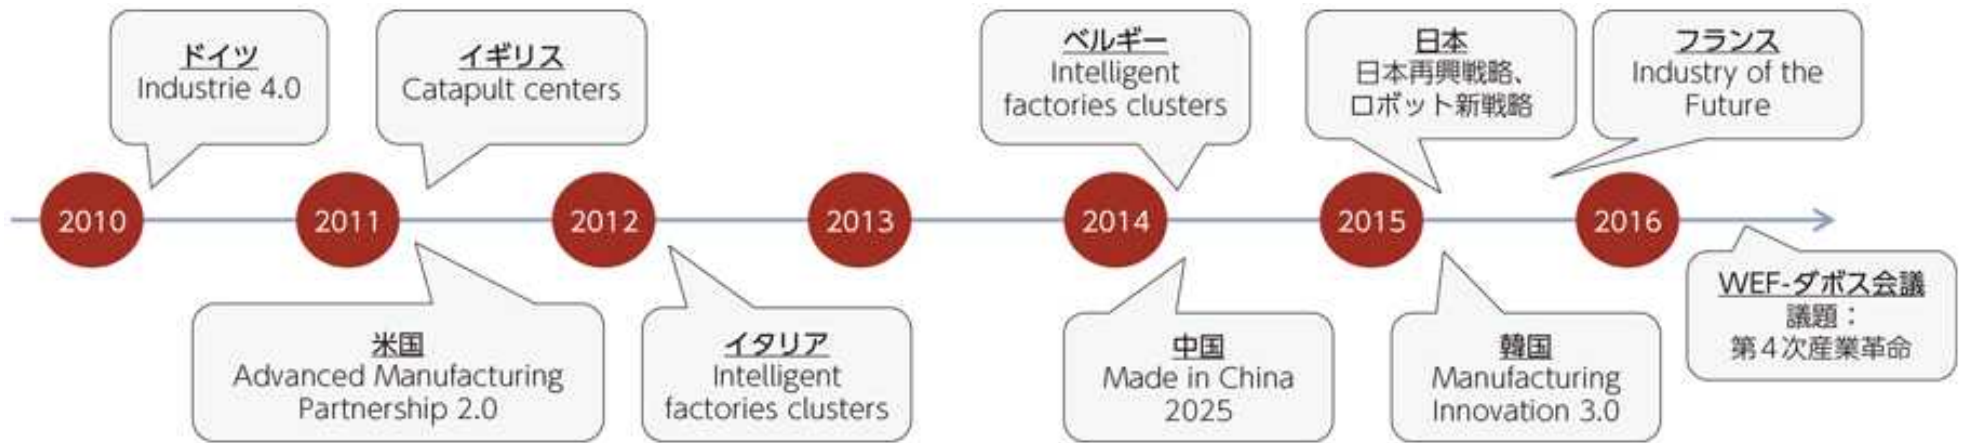 ドイツ
Industrie 4.0
イギリス
Catapult centers
ベルギー
Intelligent
factories clusters
日本
日本再興戦略、
ロボット新戦略
フランス
Industry of the
Future
2010
2011
2012
2013
2014
2015
2016
米国
Advanced Manufacturing
Partnership 2.0
イタリア
Intelligent
factories clusters
中国
Made in China
2025
韓国
Manufacturing
Innovation 3.0
WEF-ダボス会議
議題：
第４次産業革命